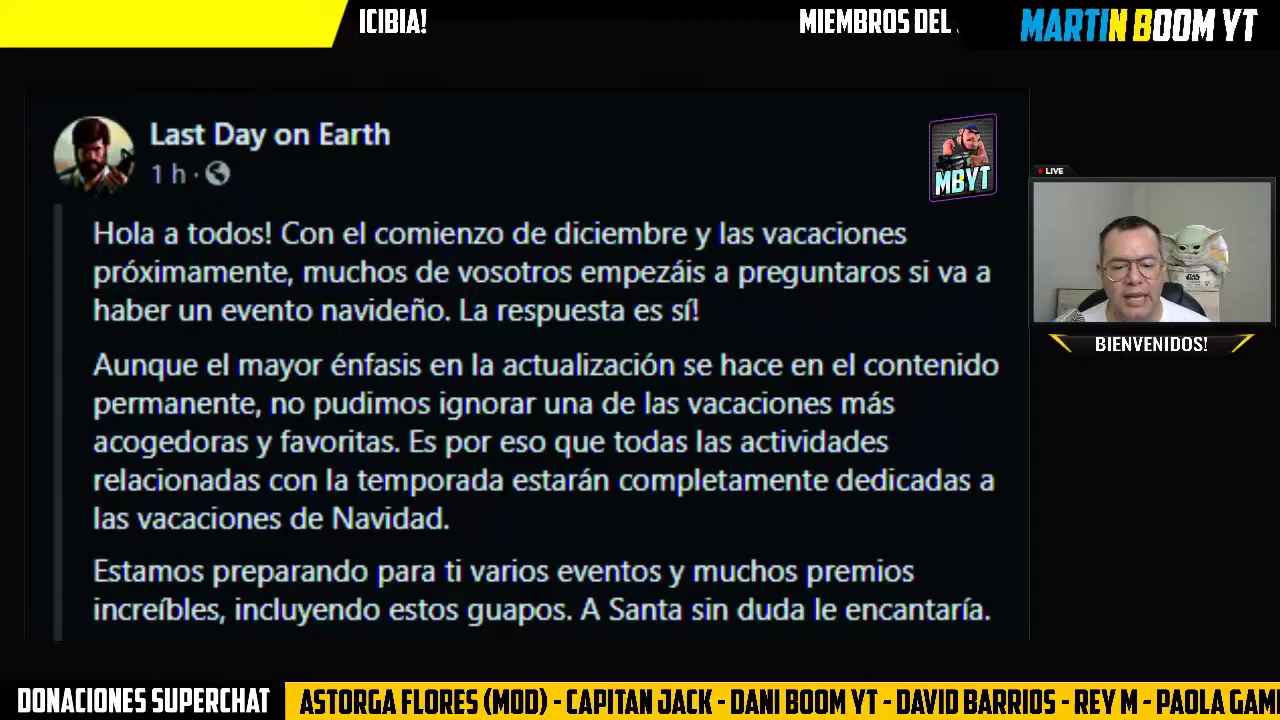 ICIBIA!
MIEMBROS DEL
MARTIN BOOM YT
Last Day on Earth
1 h ·
MBYT
Hola a todos! Con el comienzo de diciembre y las vacaciones
próximamente, muchos de vosotros empezáis a preguntaros si va a
haber un evento navideño. La respuesta es sí!
Aunque el mayor énfasis en la actualización se hace en el contenido
permanente, no pudimos ignorar una de las vacaciones más
acogedoras y favoritas. Es por eso que todas las actividades
relacionadas con la temporada estarán completamente dedicadas a
las vacaciones de Navidad.
Estamos preparando para ti varios eventos y muchos premios
increíbles, incluyendo estos guapos. A Santa sin duda le encantaría.
LIVE
STAR WARS
BIENVENIDOS!
DONACIONES SUPERCHAT
ASTORGA FLORES (MOD) - CAPITAN JACK - DANI BOOM YT - DAVID BARRIOS - REY M - PAOLA GAM